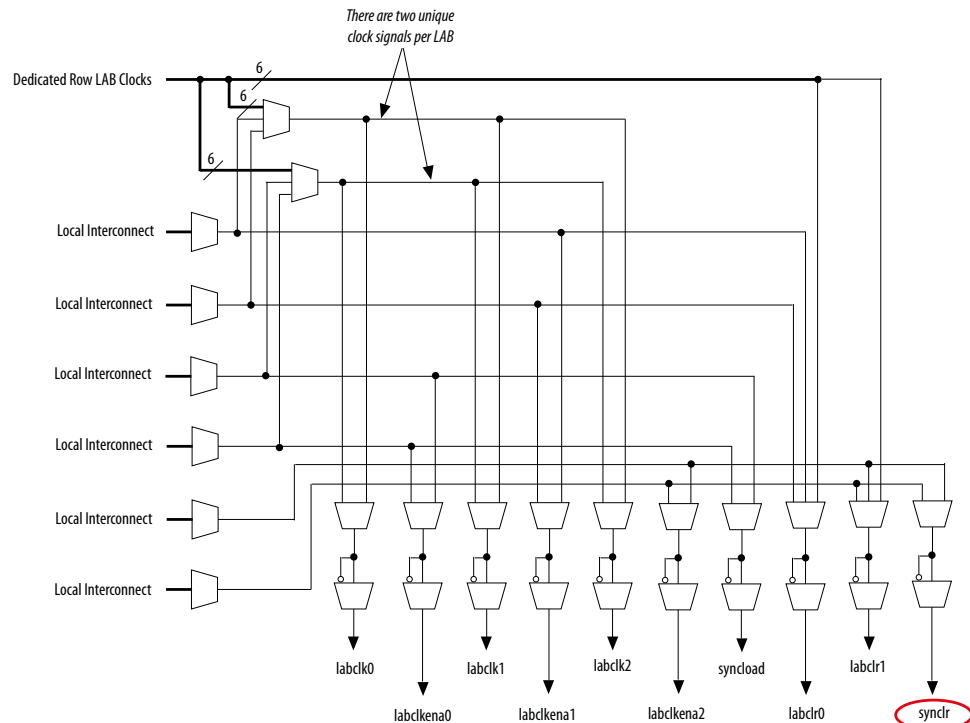 There are two unique
clock signals per LAB
Dedicated Row LAB Clocks
6
6
6
Local Interconnect
Local Interconnect
Local Interconnect
Local Interconnect
Local Interconnect
Local Interconnect
labclk0
labclk1
labclk2
syncload
labclr1
labclkena0
labclkena1
labclkena2
labclr0
synclr